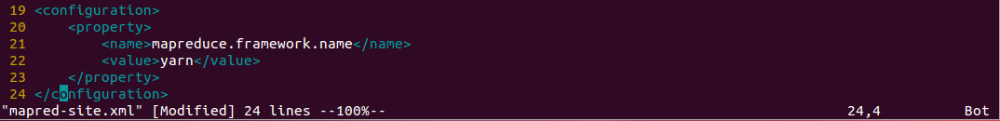 19 <configuration>
20     <property>
21         <name>mapreduce.framework.name</name>
22         <value>yarn</value>
23     </property>
24 </configuration>
"mapred-site.xml" [Modified] 24 lines --100%-- 24,4 Bot